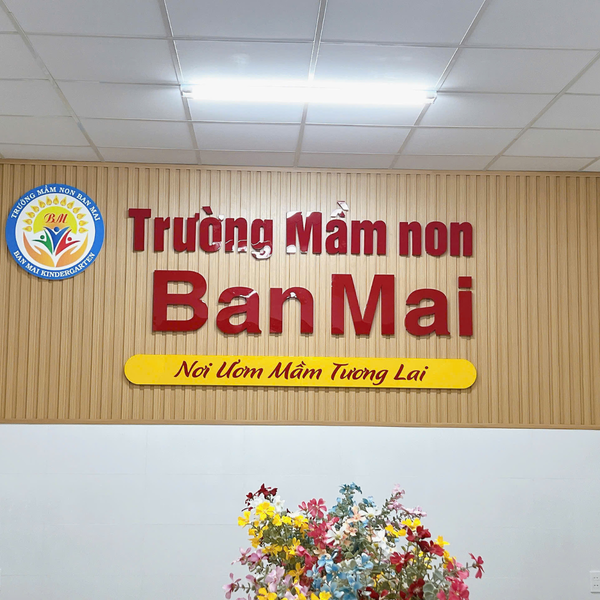 TRƯỜNG MẦM NON BAN MAI
BM
BAN MAI KINDERGARTEN
Trường Mầm non
Ban Mai
Nơi Ươm Mầm Tương Lai